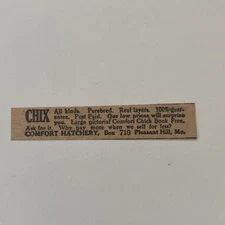 CHIX All kinds. Purebred. Real layers. 100% guar-
antee. Post Paid. Our low prices will surprise
you. Large pictorial Comfort Chick Book Free.
Ask for it. Why pay more when we sell for less?
COMFORT HATCHERY, Box 710 Pleasant Hill, Mo.